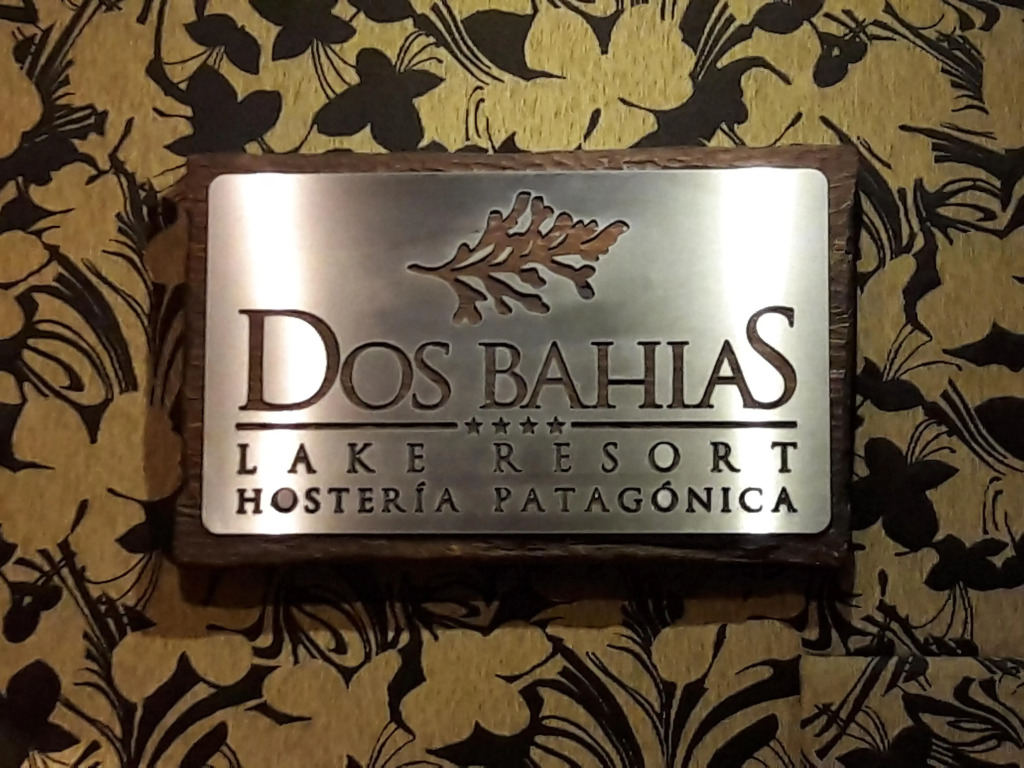 DOS BAHIAS
★★★★
LAKE RESORT
HOSTERÍA PATAGÓNICA